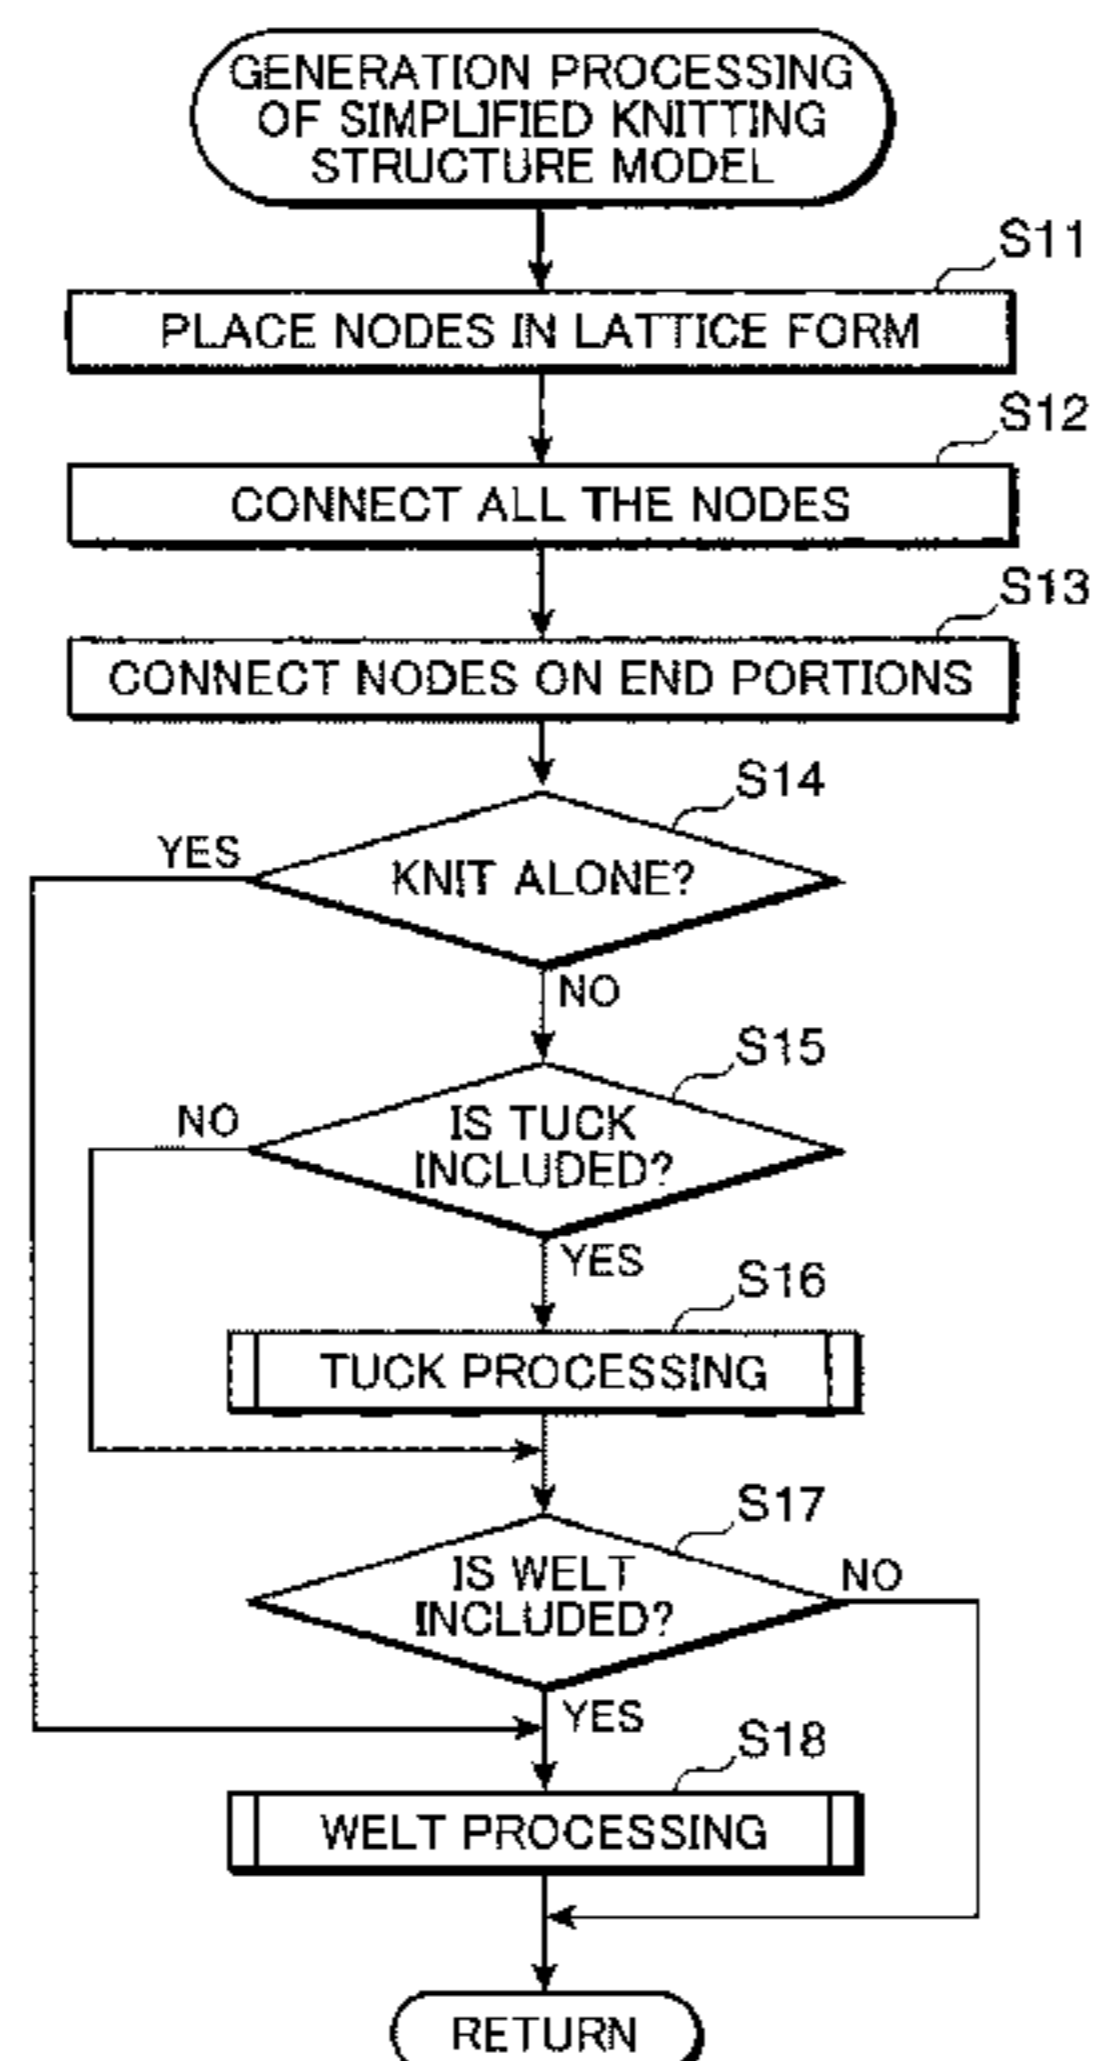 GENERATION PROCESSING
OF SIMPLIFIED KNITTING
STRUCTURE MODEL
S11
PLACE NODES IN LATTICE FORM
S12
CONNECT ALL THE NODES
S13
CONNECT NODES ON END PORTIONS
S14
YES
KNIT ALONE?
NO
S15
NO
IS TUCK
INCLUDED?
YES
S16
TUCK PROCESSING
S17
IS WELT
INCLUDED?
NO
YES
S18
WELT PROCESSING
RETURN